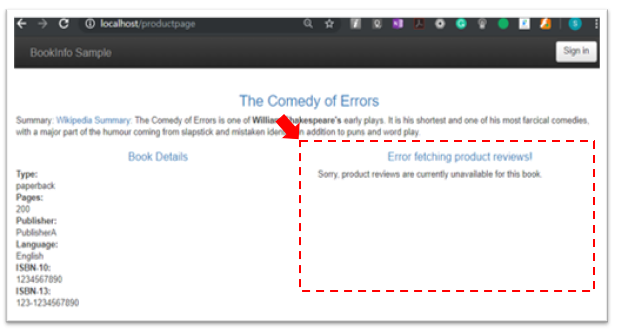 localhost/productpage
BookInfo Sample
Sign in
The Comedy of Errors
Summary: Wikipedia Summary: The Comedy of Errors is one of William Shakespeare's early plays. It is his shortest and one of his most farcical comedies,
with a major part of the humour coming from slapstick and mistaken identity, in addition to puns and word play.
Book Details
Type:
paperback
Pages:
200
Publisher:
PublisherA
Language:
English
ISBN-10:
1234567890
ISBN-13:
123-1234567890
Error fetching product reviews!
Sorry, product reviews are currently unavailable for this book.